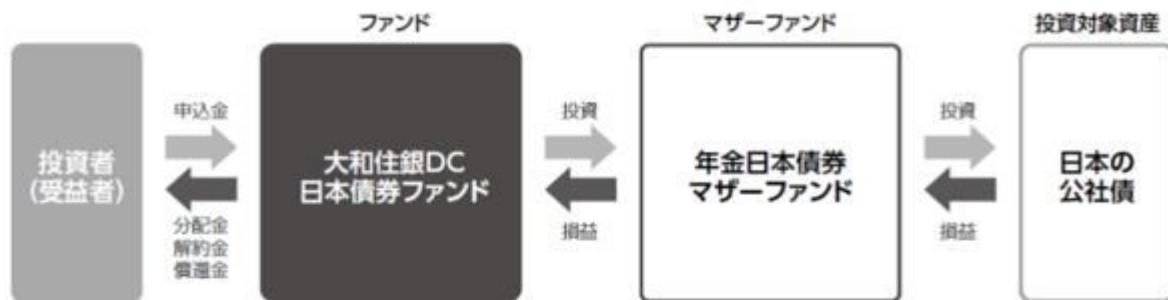 ファンド
マザーファンド
投資対象資産
投資者
(受益者)
申込金
分配金
解約金
償還金
大和住銀DC
日本債券ファンド
投資
損益
年金日本債券
マザーファンド
投資
損益
日本の
公社債